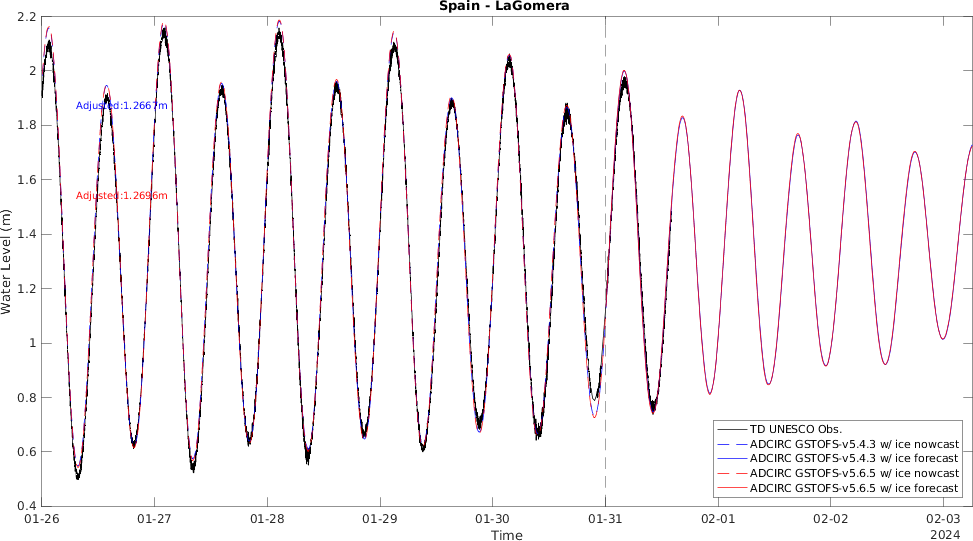 Spain - LaGomera
2.2
2
1.8
1.6
1.4
1.2
1
0.8
0.6
0.4
Water Level (m)
Adjusted:1.2667m
Adjusted:1.2696m
TD UNESCO Obs.
ADCIRC GSTOFS-v5.4.3 w/ ice nowcast
ADCIRC GSTOFS-v5.4.3 w/ ice forecast
ADCIRC GSTOFS-v5.6.5 w/ ice nowcast
ADCIRC GSTOFS-v5.6.5 w/ ice forecast
01-26 01-27 01-28 01-29 01-30 01-31 02-01 02-02 02-03
Time 2024